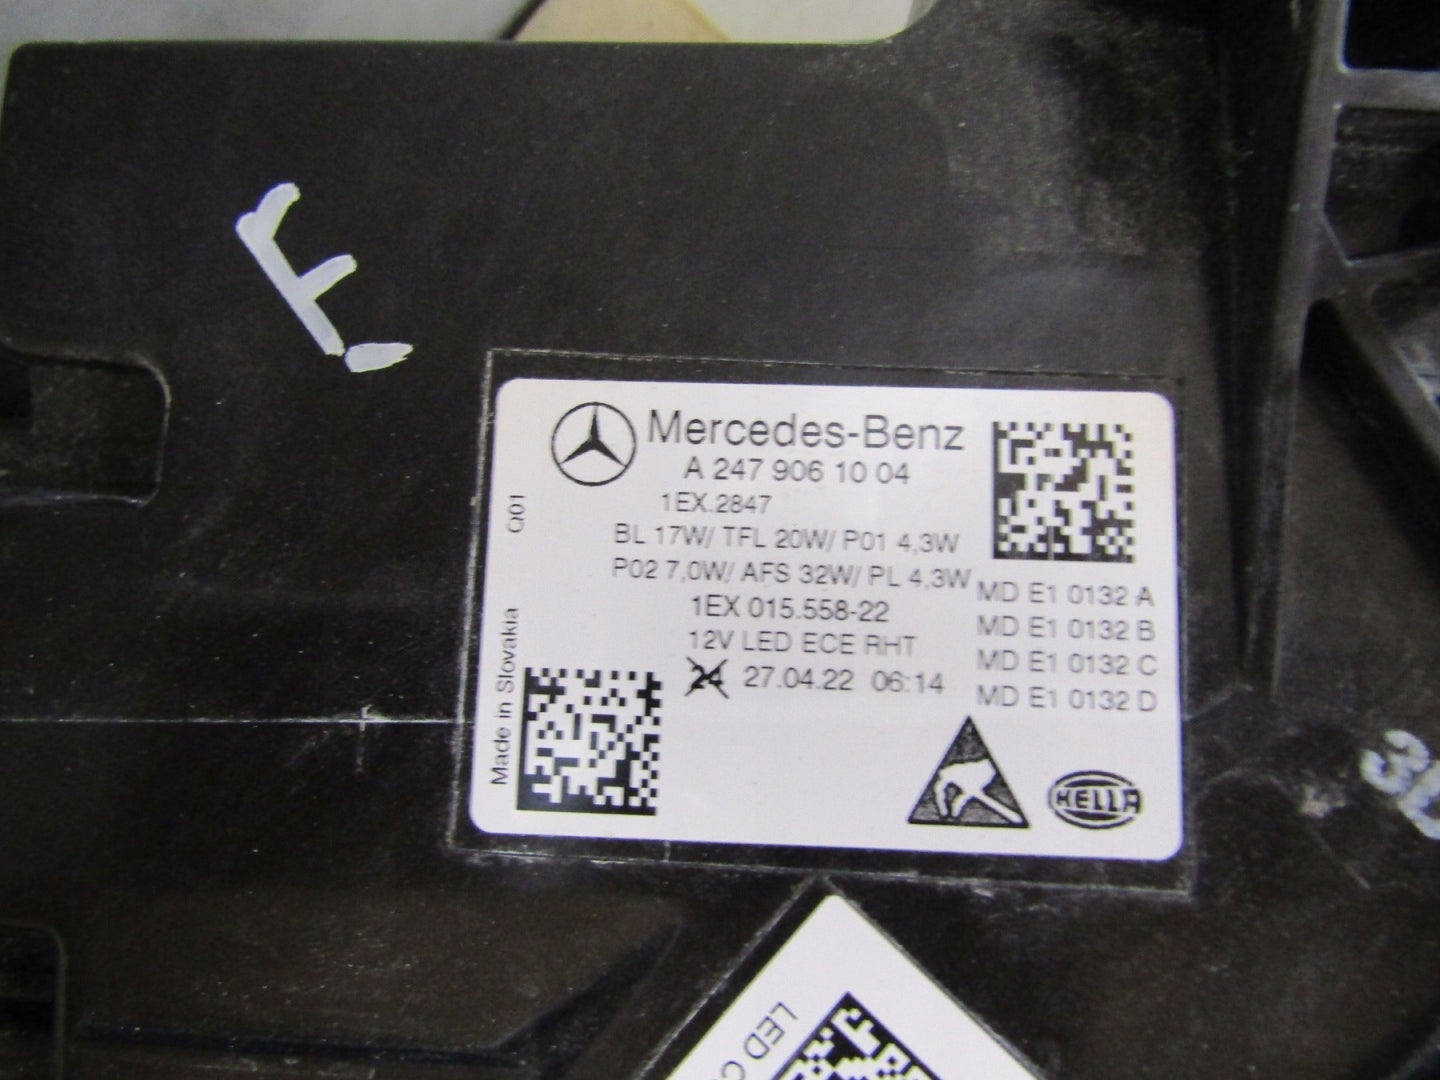 F.
Mercedes-Benz
A 247 906 10 04
1EX.2847
BL 17W/ TFL 20W/ P01 4,3W
P02 7,0W/ AFS 32W/ PL 4,3W
1EX 015.558-22
12V LED ECE RHT
24 27.04.22 06:14
MD E1 0132 A
MD E1 0132 B
MD E1 0132 C
MD E1 0132 D
Q01
Made in Slovakia
HELLA
LED